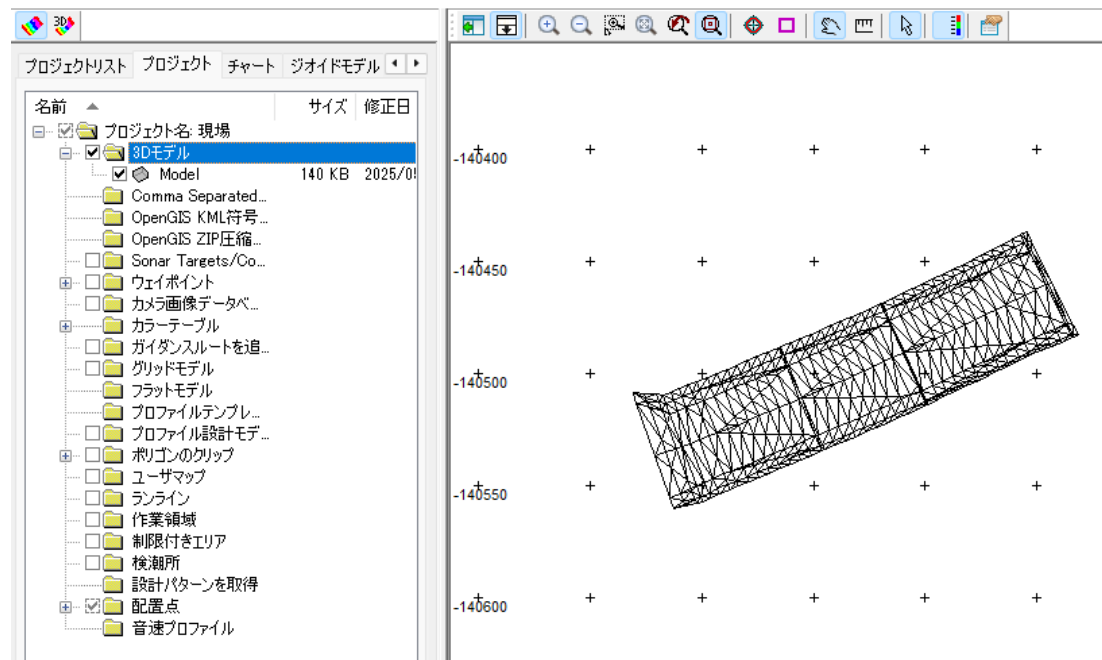 3D
プロジェクトリスト プロジェクト チャート ジオイドモデル
名前 サイズ 修正日
プロジェクト名: 現場
3Dモデル
Model 140 KB 2025/0
Comma Separated...
OpenGIS KML符号...
OpenGIS ZIP圧縮...
Sonar Targets/Co...
ウェイポイント
カメラ画像データベ...
カラーテーブル
ガイダンスルートを追...
グリッドモデル
フラットモデル
プロファイルテンプレ...
プロファイル設計モデ...
ポリゴンのクリップ
ユーザマップ
ランライン
作業領域
制限付きエリア
検潮所
設計パターンを取得
配置点
音速プロファイル
-140400
-140450
-140500
-140550
-140600